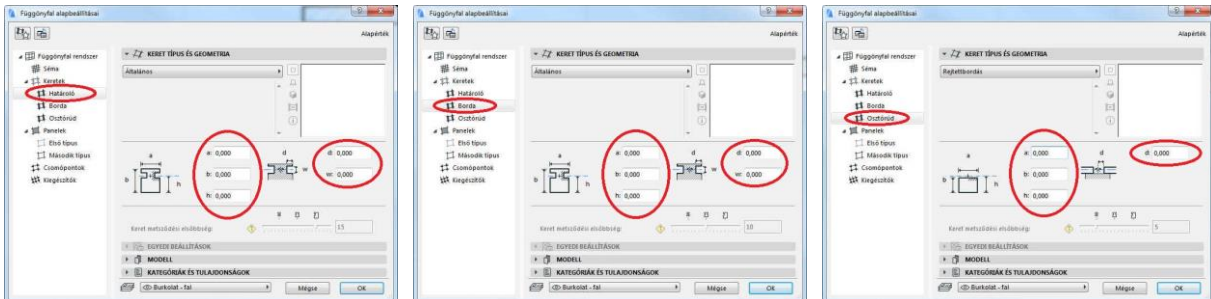 Függönyfal alapbeállításai
Alapérték
Függönyfal rendszer
Séma
Keretek
Határoló
Borda
Osztórúd
Panelek
Első típus
Második típus
Csomópontok
Kiegészítők
KERET TÍPUS ÉS GEOMETRIA
Általános
a
b
h
a: 0,000
b: 0,000
h: 0,000
d
w
d: 0,000
w: 0,000
Keret metsződési elsőbbség:
15
EGYEDI BEÁLLÍTÁSOK
MODELL
KATEGÓRIÁK ÉS TULAJDONSÁGOK
Burkolat - fal
Mégse
OK
Függönyfal alapbeállításai
Alapérték
Függönyfal rendszer
Séma
Keretek
Határoló
Borda
Osztórúd
Panelek
Első típus
Második típus
Csomópontok
Kiegészítők
KERET TÍPUS ÉS GEOMETRIA
Általános
a
b
h
a: 0,000
b: 0,000
h: 0,000
d
w
d: 0,000
w: 0,000
Keret metsződési elsőbbség:
10
EGYEDI BEÁLLÍTÁSOK
MODELL
KATEGÓRIÁK ÉS TULAJDONSÁGOK
Burkolat - fal
Mégse
OK
Függönyfal alapbeállításai
Alapérték
Függönyfal rendszer
Séma
Keretek
Határoló
Borda
Osztórúd
Panelek
Első típus
Második típus
Csomópontok
Kiegészítők
KERET TÍPUS ÉS GEOMETRIA
Rejtettbordás
a
b
h
a: 0,000
b: 0,000
h: 0,000
d
d: 0,000
Keret metsződési elsőbbség:
5
EGYEDI BEÁLLÍTÁSOK
MODELL
KATEGÓRIÁK ÉS TULAJDONSÁGOK
Burkolat - fal
Mégse
OK